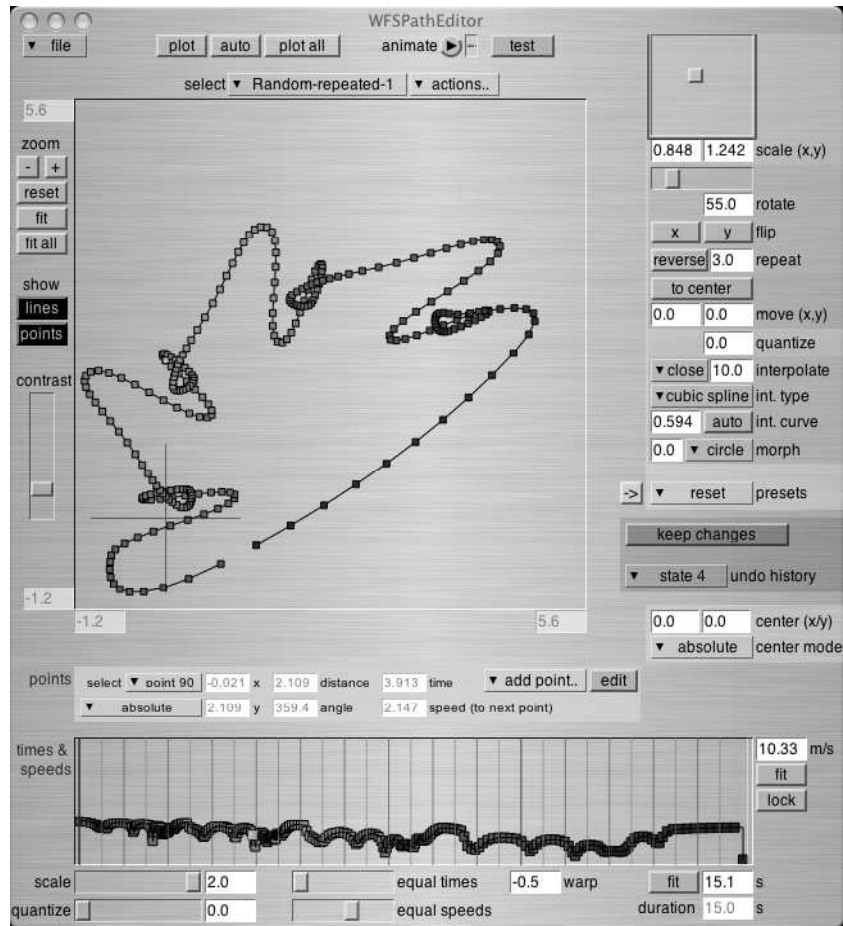 WFSPathEditor
▼ file plot auto plot all animate test
select ▼ Random-repeated-1 ▼ actions..
5.6
zoom
- +
reset
fit
fit all
show
lines
points
contrast
-1.2
-1.2 5.6
0.848 1.242 scale (x,y)
55.0 rotate
x y flip
reverse 3.0 repeat
to center
0.0 0.0 move (x,y)
0.0 quantize
▼ close 10.0 interpolate
▼ cubic spline int. type
0.594 auto int. curve
0.0 ▼ circle morph
-> ▼ reset presets
keep changes
▼ state 4 undo history
0.0 0.0 center (x/y)
▼ absolute center mode
points select ▼ point 90 -0.021 x 2.109 distance 3.913 time ▼ add point.. edit
▼ absolute 2.109 y 359.4 angle 2.147 speed (to next point)
times &
speeds
10.33 m/s
fit
lock
scale 2.0 equal times -0.5 warp fit 15.1 s
quantize 0.0 equal speeds duration 15.0 s